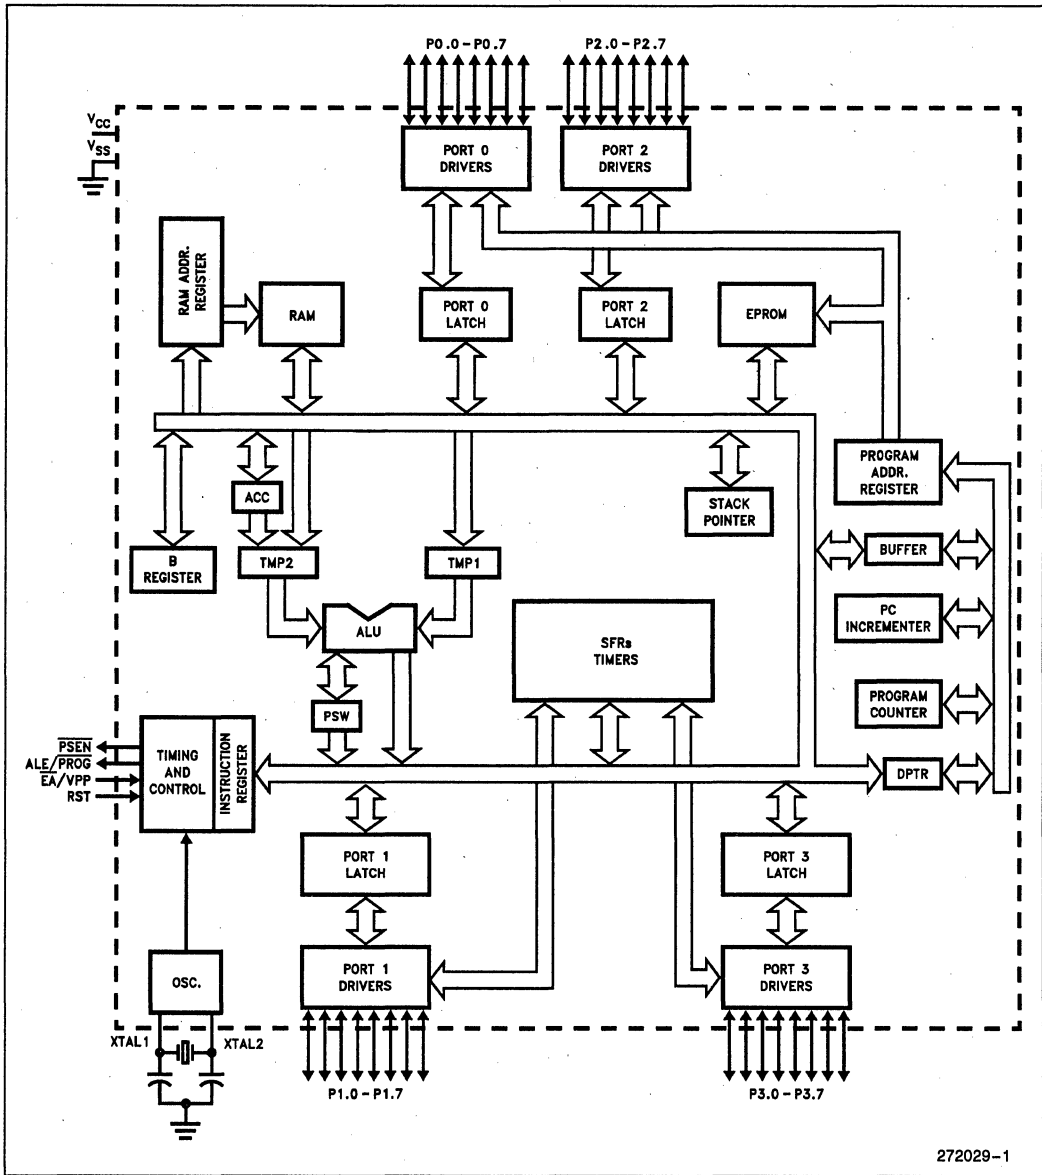 P0.0-P0.7
P2.0-P2.7
VCC
VSS
PORT 0
DRIVERS
PORT 2
DRIVERS
RAM ADDR.
REGISTER
RAM
PORT 0
LATCH
PORT 2
LATCH
EPROM
PROGRAM
ADDR.
REGISTER
ACC
STACK
POINTER
B
REGISTER
TMP2
TMP1
BUFFER
ALU
SFRs
TIMERS
PC
INCREMENTER
PSW
PROGRAM
COUNTER
PSEN
ALE/PROG
EA/VPP
RST
TIMING
AND
CONTROL
INSTRUCTION
REGISTER
DPTR
PORT 1
LATCH
PORT 3
LATCH
OSC.
PORT 1
DRIVERS
PORT 3
DRIVERS
XTAL1
XTAL2
P1.0-P1.7
P3.0-P3.7
272029-1